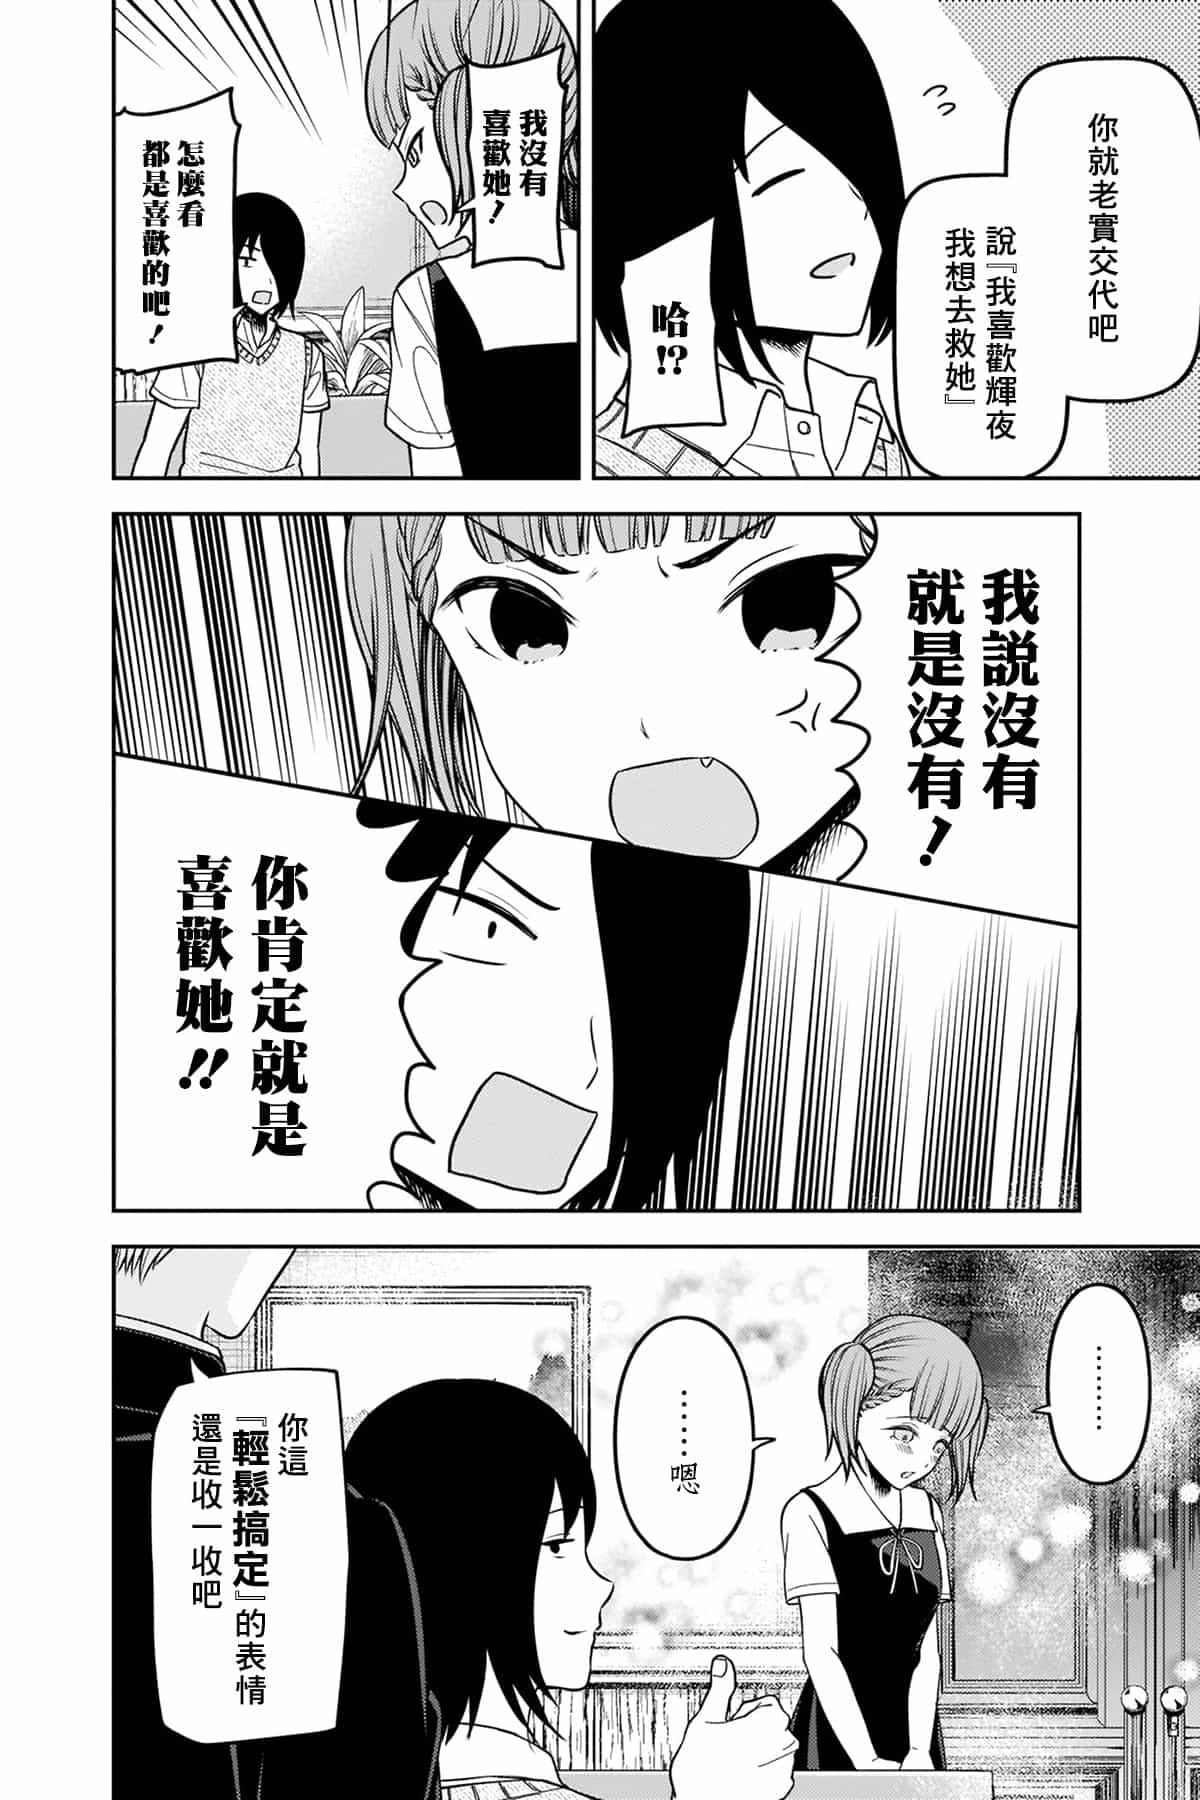 你就老實交代吧
說『我喜歡輝夜
我想去救她』
哈!?
我沒有
喜歡她！
怎麼看
都是喜歡的吧！
我說沒有
就是沒有！
你肯定就是
喜歡她！！
………
………嗯
你這
『輕鬆搞定』的表情
還是收一收吧